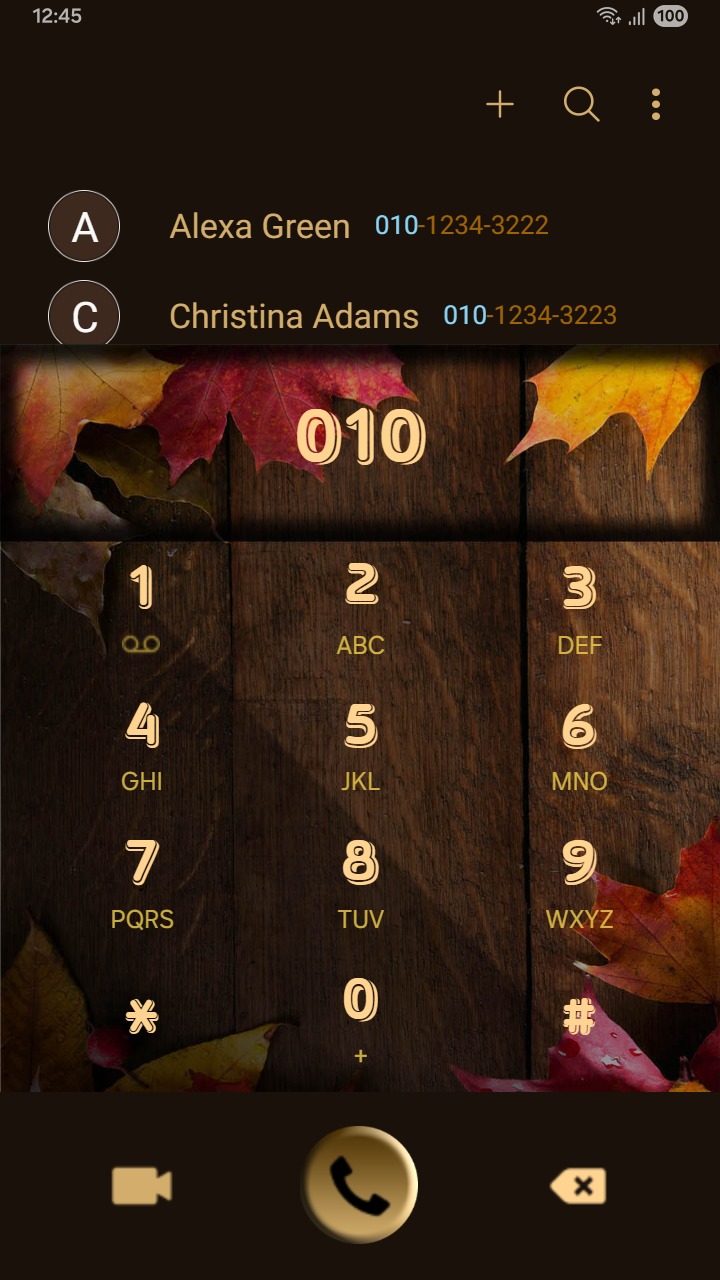 12:45 100
A Alexa Green 010-1234-3222
C Christina Adams 010-1234-3223
010
1 2 3
ABC DEF
4 5 6
GHI JKL MNO
7 8 9
PQRS TUV WXYZ
* 0 #
+